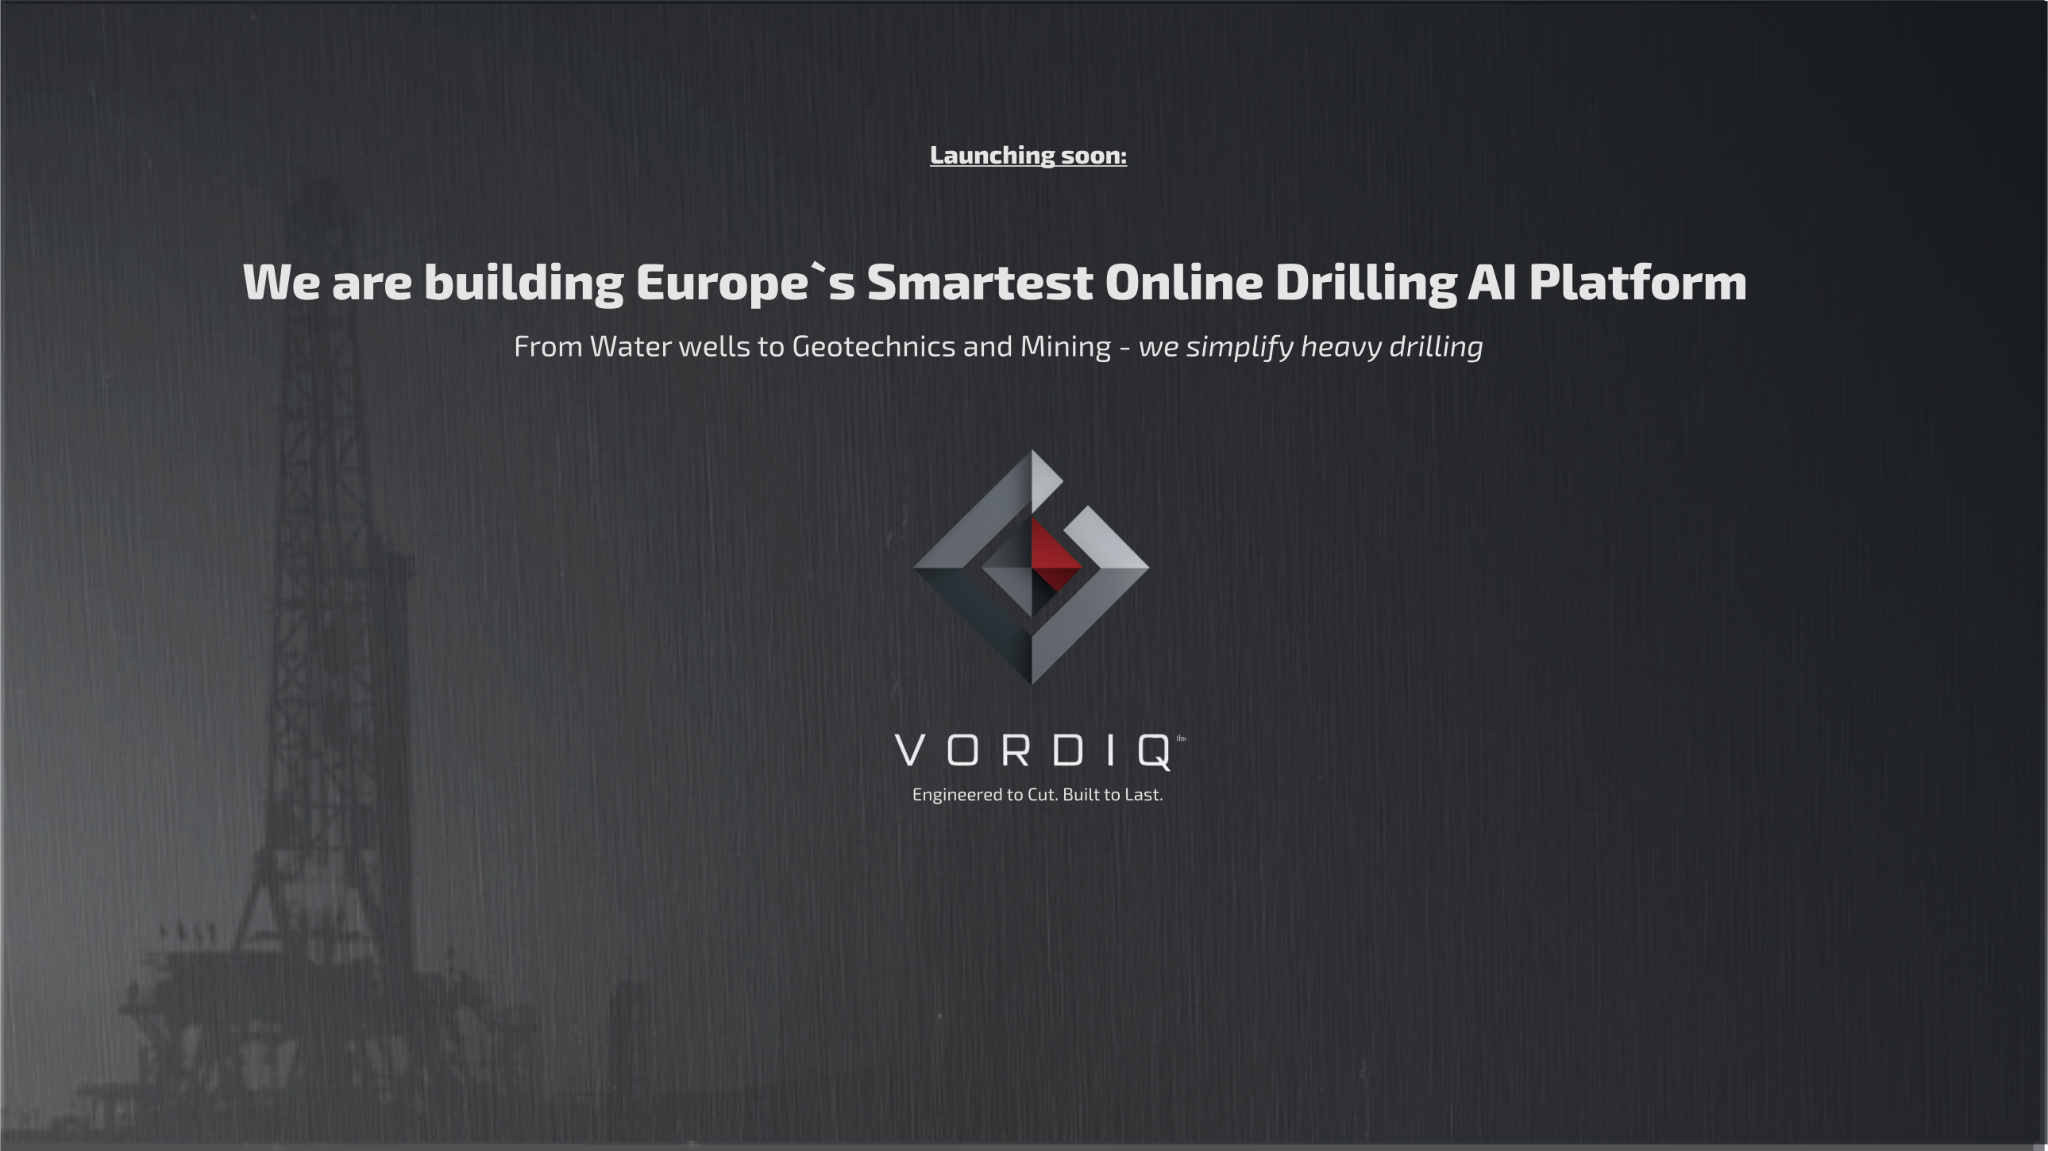 Launching soon:
We are building Europe`s Smartest Online Drilling AI Platform
From Water wells to Geotechnics and Mining - we simplify heavy drilling
VORDIQ™
Engineered to Cut. Built to Last.